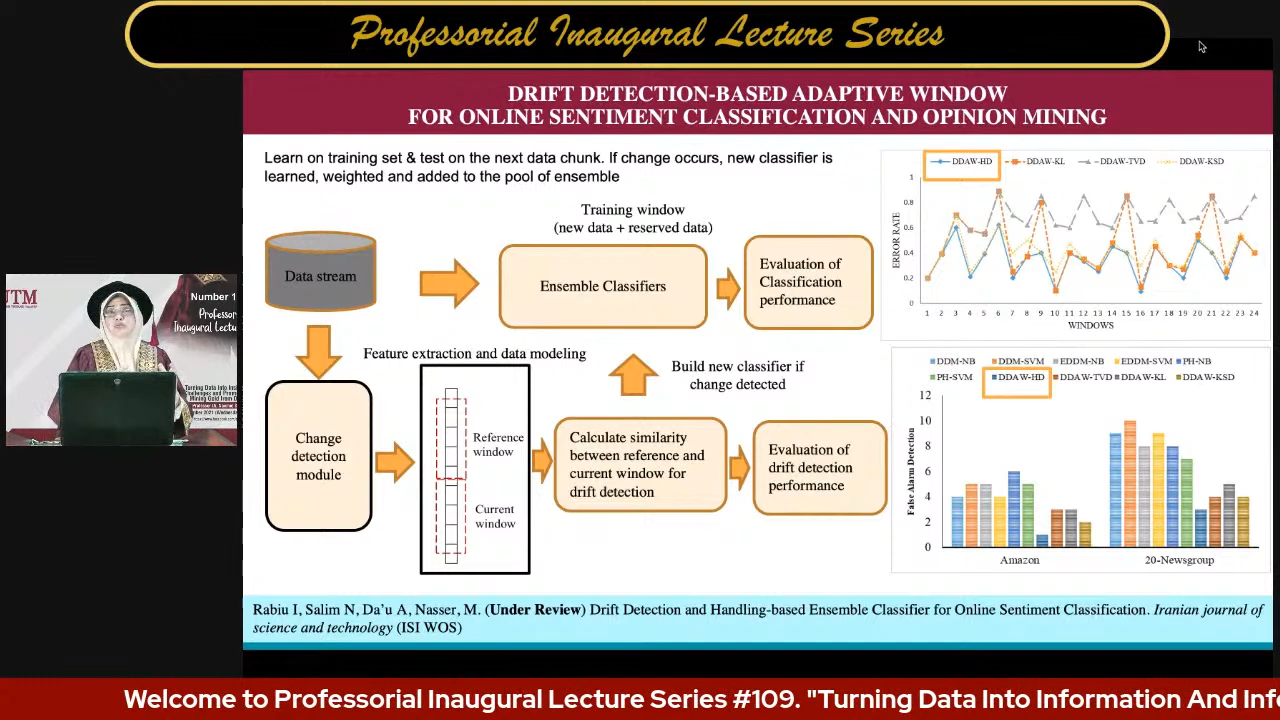 Professorial Inaugural Lecture Series
DRIFT DETECTION-BASED ADAPTIVE WINDOW
FOR ONLINE SENTIMENT CLASSIFICATION AND OPINION MINING
Learn on training set & test on the next data chunk. If change occurs, new classifier is
learned, weighted and added to the pool of ensemble
Training window
(new data + reserved data)
Data stream
Ensemble Classifiers
Evaluation of
Classification
performance
Feature extraction and data modeling
Build new classifier if
change detected
Change
detection
module
Reference
window
Current
window
Calculate similarity
between reference and
current window for
drift detection
Evaluation of
drift detection
performance
DDAW-HD DDAW-KL DDAW-TVD DDAW-KSD
ERROR RATE
1
0.8
0.6
0.4
0.2
0
1 2 3 4 5 6 7 8 9 10 11 12 13 14 15 16 17 18 19 20 21 22 23 24
WINDOWS
DDM-NB DDM-SVM EDDM-NB EDDM-SVM PH-NB
PH-SVM DDAW-HD DDAW-TVD DDAW-KL DDAW-KSD
False Alarm Detection
12
10
8
6
4
2
0
Amazon 20-Newsgroup
Rabiu I, Salim N, Da'u A, Nasser, M. (Under Review) Drift Detection and Handling-based Ensemble Classifier for Online Sentiment Classification. Iranian journal of
science and technology (ISI WOS)
UTM
Number 1
Professor
Inaugural Lectu
Turning Data Into Ins
Welcome to Professorial Inaugural Lecture Series #109. "Turning Data Into Information And Inf